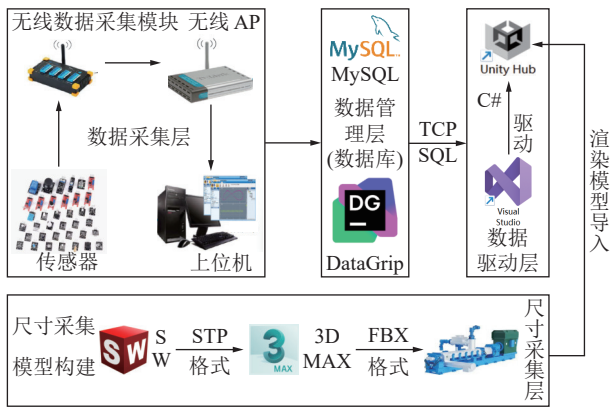 无线数据采集模块 无线 AP
数据采集层
传感器
上位机
MySQL
MySQL
数据管
理层
(数据库)
DG
DataGrip
TCP
SQL
Unity Hub
C#
驱动
Visual
Studio
数据
驱动层
渲染模型导入
尺寸采集
模型构建
SW
SW
STP
格式
3
MAX
3D
MAX
FBX
格式
尺寸采集层